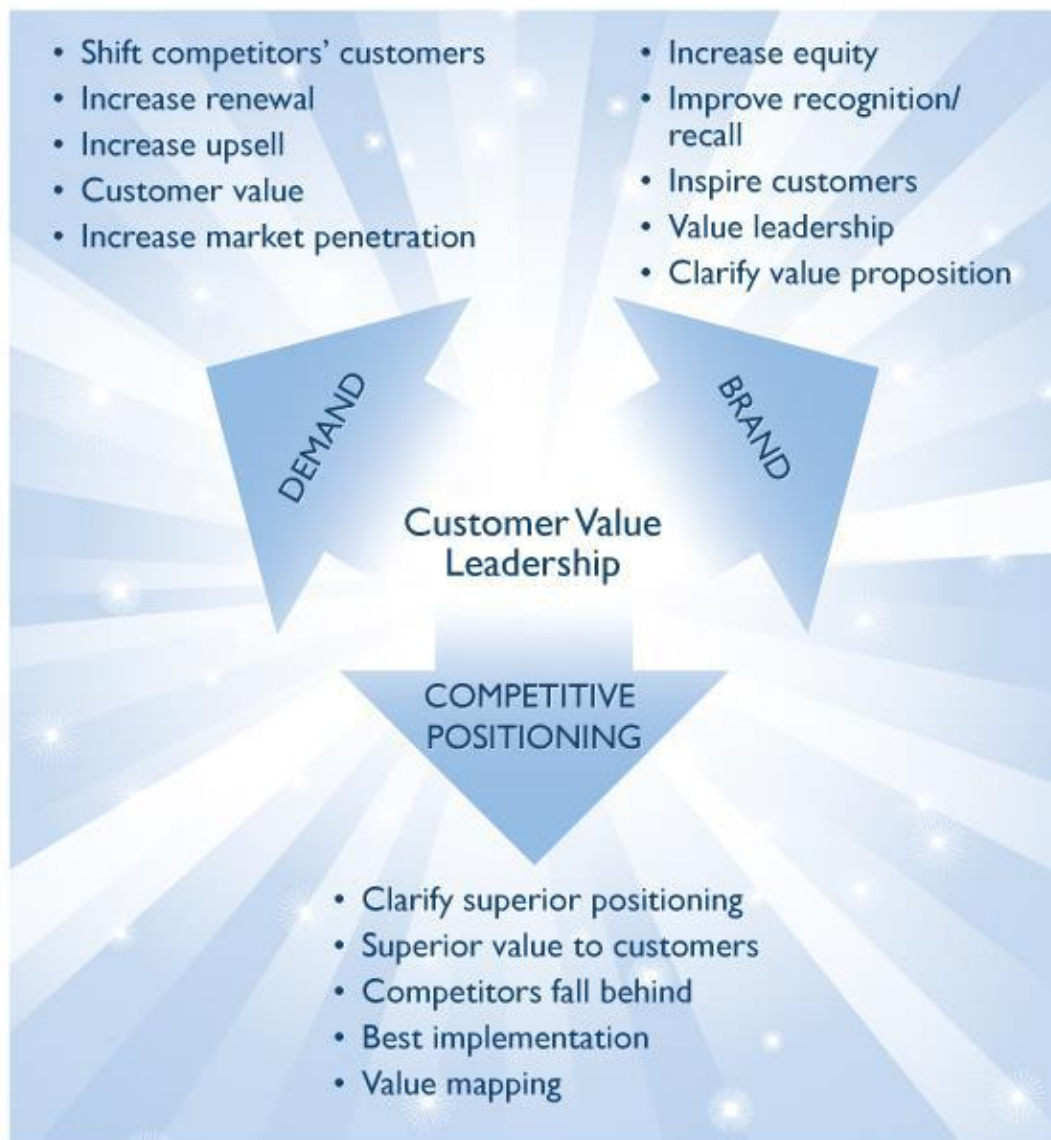 • Shift competitors’ customers
• Increase renewal
• Increase upsell
• Customer value
• Increase market penetration
• Increase equity
• Improve recognition/
recall
• Inspire customers
• Value leadership
• Clarify value proposition
DEMAND
BRAND
Customer Value
Leadership
COMPETITIVE
POSITIONING
• Clarify superior positioning
• Superior value to customers
• Competitors fall behind
• Best implementation
• Value mapping